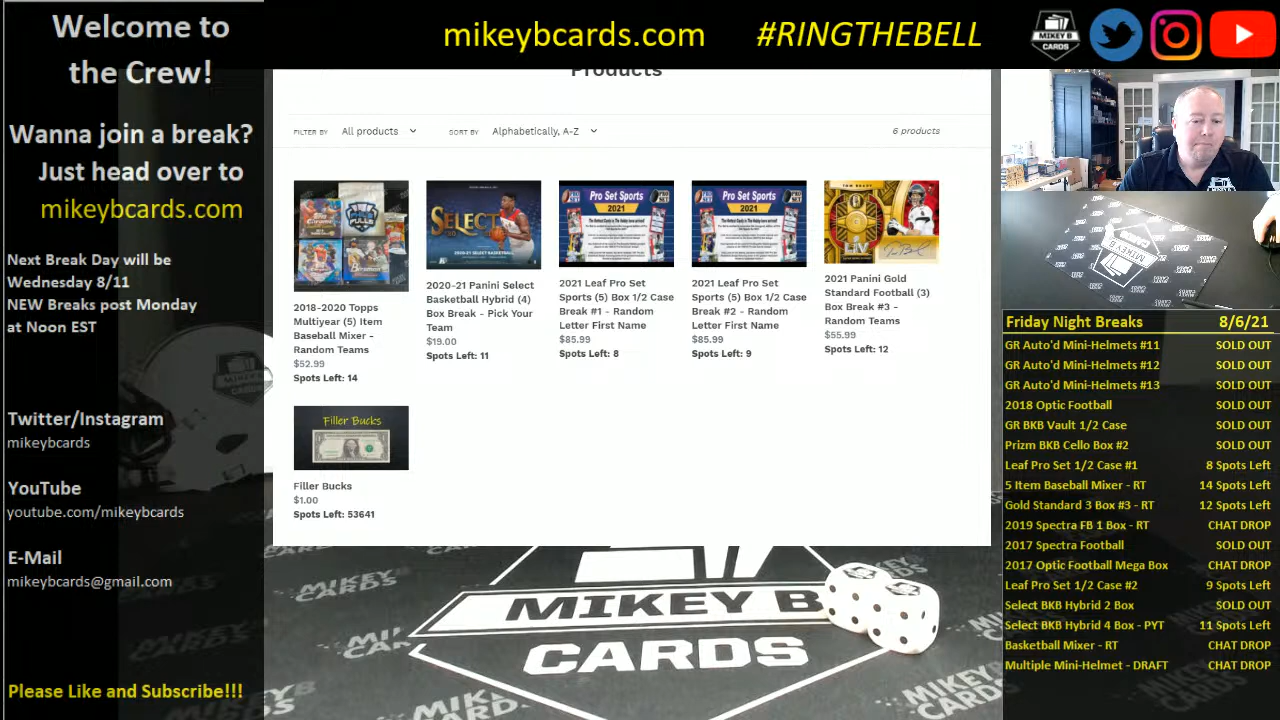 Welcome to
the Crew!
Wanna join a break?
Just head over to
mikeybcards.com
Next Break Day will be
Wednesday 8/11
NEW Breaks post Monday
at Noon EST
Twitter/Instagram
mikeybcards
YouTube
youtube.com/mikeybcards
E-Mail
mikeybcards@gmail.com
Please Like and Subscribe!!!
mikeybcards.com #RINGTHEBELL
MIKEY B
CARDS
Products
FILTER BY All products SORT BY Alphabetically, A-Z 6 products
2018-2020 Topps
Multiyear (5) Item
Baseball Mixer -
Random Teams
$52.99
Spots Left: 14
SELECT
2020-21 Panini Select
Basketball Hybrid (4)
Box Break - Pick Your
Team
$19.00
Spots Left: 11
Pro Set Sports
2021
2021 Leaf Pro Set
Sports (5) Box 1/2 Case
Break #1 - Random
Letter First Name
$85.99
Spots Left: 8
Pro Set Sports
2021
2021 Leaf Pro Set
Sports (5) Box 1/2 Case
Break #2 - Random
Letter First Name
$85.99
Spots Left: 9
TOM BRADY
LV
2021 Panini Gold
Standard Football (3)
Box Break #3 -
Random Teams
$55.99
Spots Left: 12
Filler Bucks
Filler Bucks
$1.00
Spots Left: 53641
MIKEY B
CARDS
Friday Night Breaks 8/6/21
GR Auto'd Mini-Helmets #11 SOLD OUT
GR Auto'd Mini-Helmets #12 SOLD OUT
GR Auto'd Mini-Helmets #13 SOLD OUT
2018 Optic Football SOLD OUT
GR BKB Vault 1/2 Case SOLD OUT
Prizm BKB Cello Box #2 SOLD OUT
Leaf Pro Set 1/2 Case #1 8 Spots Left
5 Item Baseball Mixer - RT 14 Spots Left
Gold Standard 3 Box #3 - RT 12 Spots Left
2019 Spectra FB 1 Box - RT CHAT DROP
2017 Spectra Football SOLD OUT
2017 Optic Football Mega Box CHAT DROP
Leaf Pro Set 1/2 Case #2 9 Spots Left
Select BKB Hybrid 2 Box SOLD OUT
Select BKB Hybrid 4 Box - PYT 11 Spots Left
Basketball Mixer - RT CHAT DROP
Multiple Mini-Helmet - DRAFT CHAT DROP